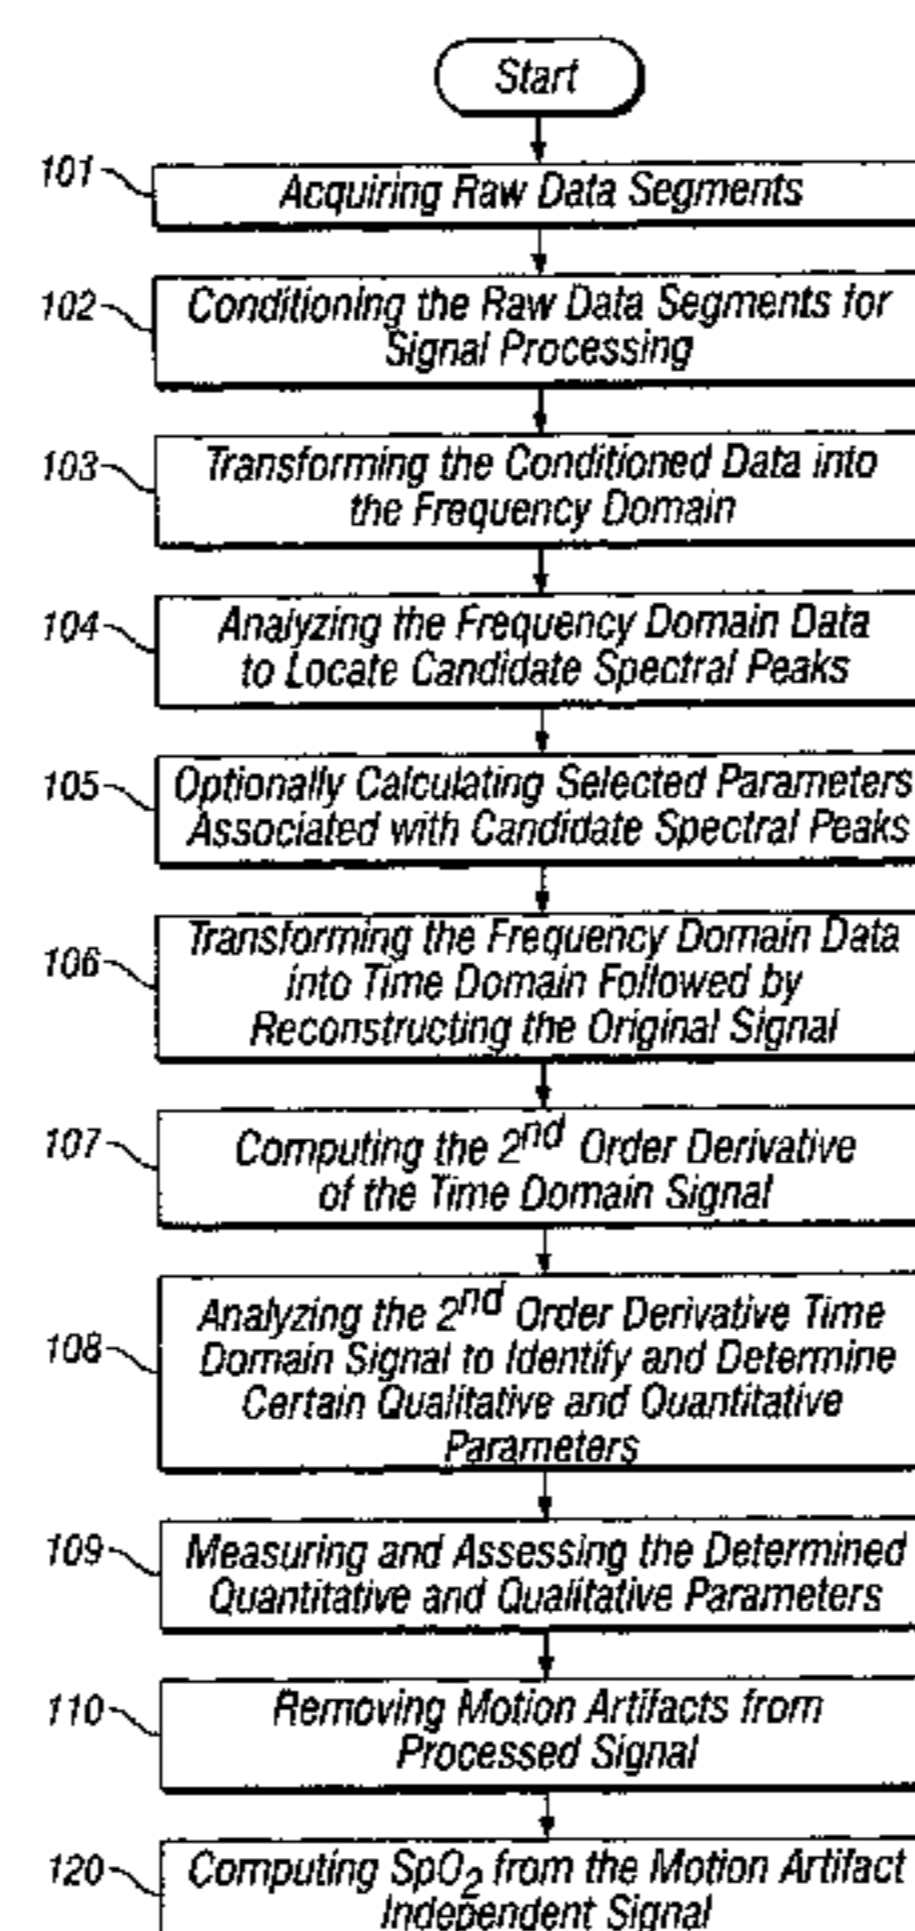 Start
101
Acquiring Raw Data Segments
102
Conditioning the Raw Data Segments for
Signal Processing
103
Transforming the Conditioned Data into
the Frequency Domain
104
Analyzing the Frequency Domain Data
to Locate Candidate Spectral Peaks
105
Optionally Calculating Selected Parameters
Associated with Candidate Spectral Peaks
106
Transforming the Frequency Domain Data
into Time Domain Followed by
Reconstructing the Original Signal
107
Computing the 2nd Order Derivative
of the Time Domain Signal
108
Analyzing the 2nd Order Derivative Time
Domain Signal to Identify and Determine
Certain Qualitative and Quantitative
Parameters
109
Measuring and Assessing the Determined
Quantitative and Qualitative Parameters
110
Removing Motion Artifacts from
Processed Signal
120
Computing SpO2 from the Motion Artifact
Independent Signal